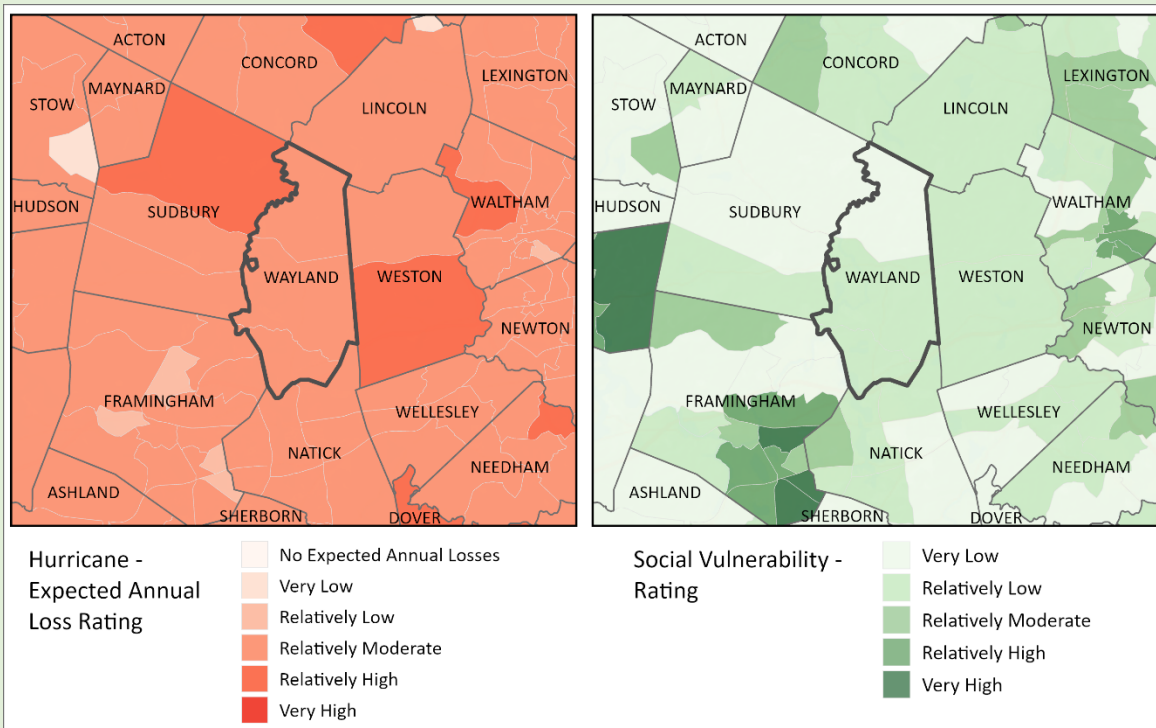 ACTON
CONCORD
LEXINGTON
MAYNARD
STOW
LINCOLN
HUDSON
SUDBURY
WALTHAM
WAYLAND
WESTON
NEWTON
FRAMINGHAM
WELLESLEY
NATICK
NEEDHAM
ASHLAND
SHERBORN
DOVER
Hurricane -
Expected Annual
Loss Rating
No Expected Annual Losses
Very Low
Relatively Low
Relatively Moderate
Relatively High
Very High
ACTON
CONCORD
LEXINGTON
MAYNARD
STOW
LINCOLN
HUDSON
SUDBURY
WALTHAM
WAYLAND
WESTON
NEWTON
FRAMINGHAM
WELLESLEY
NATICK
NEEDHAM
ASHLAND
SHERBORN
DOVER
Social Vulnerability -
Rating
Very Low
Relatively Low
Relatively Moderate
Relatively High
Very High